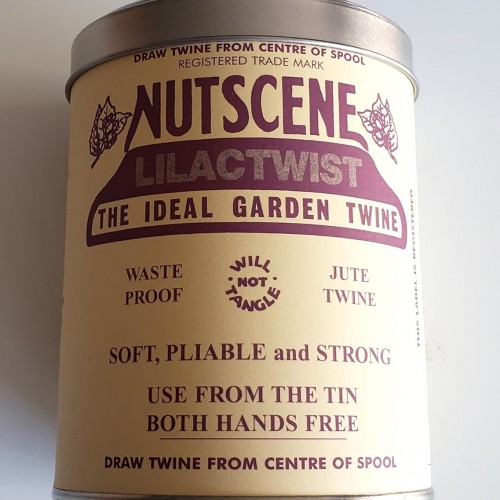 DRAW TWINE FROM CENTRE OF SPOOL
REGISTERED TRADE MARK
NUTSCENE
LILACTWIST
THE IDEAL GARDEN TWINE
WASTE PROOF
WILL NOT TANGLE
JUTE TWINE
SOFT, PLIABLE and STRONG
USE FROM THE TIN
BOTH HANDS FREE
DRAW TWINE FROM CENTRE OF SPOOL
THIS LABEL IS REGISTERED